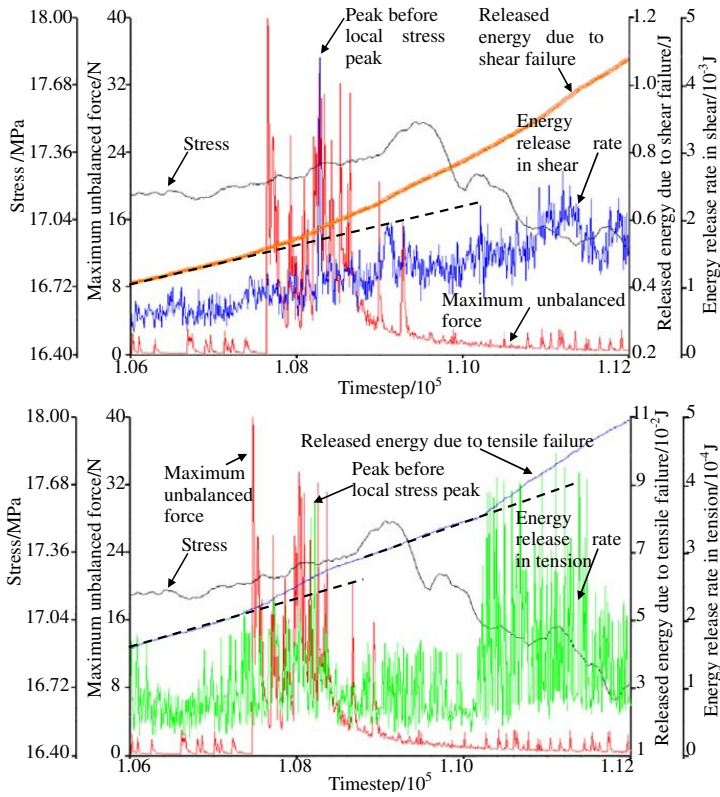 18.00
17.68
17.36
17.04
16.72
16.40
Stress /MPa
40
32
24
16
8
0
Maximum unbalanced force/N
Peak before
local stress
peak
Released
energy due to
shear failure
Stress
Energy
release rate
in shear
Maximum unbalanced
force
1.2
1.0
0.8
0.6
0.4
0.2
Released energy due to shear failure/J
5
4
3
2
1
0
Energy release rate in shear/10-3J
1.06
1.08
1.10
1.12
Timestep/10^5
18.00
17.68
17.36
17.04
16.72
16.40
Stress/MPa
40
32
24
16
8
0
Maximum unbalanced force/N
Released energy due to tensile failure
Maximum
unbalanced
force
Peak before
local stress peak
Stress
Energy
release rate
in tension
11
9
7
5
3
1
Released energy due to tensile failure/10-2J
5
4
3
2
1
0
Energy release rate in tension/10-4J
1.06
1.08
1.10
1.12
Timestep/10^5